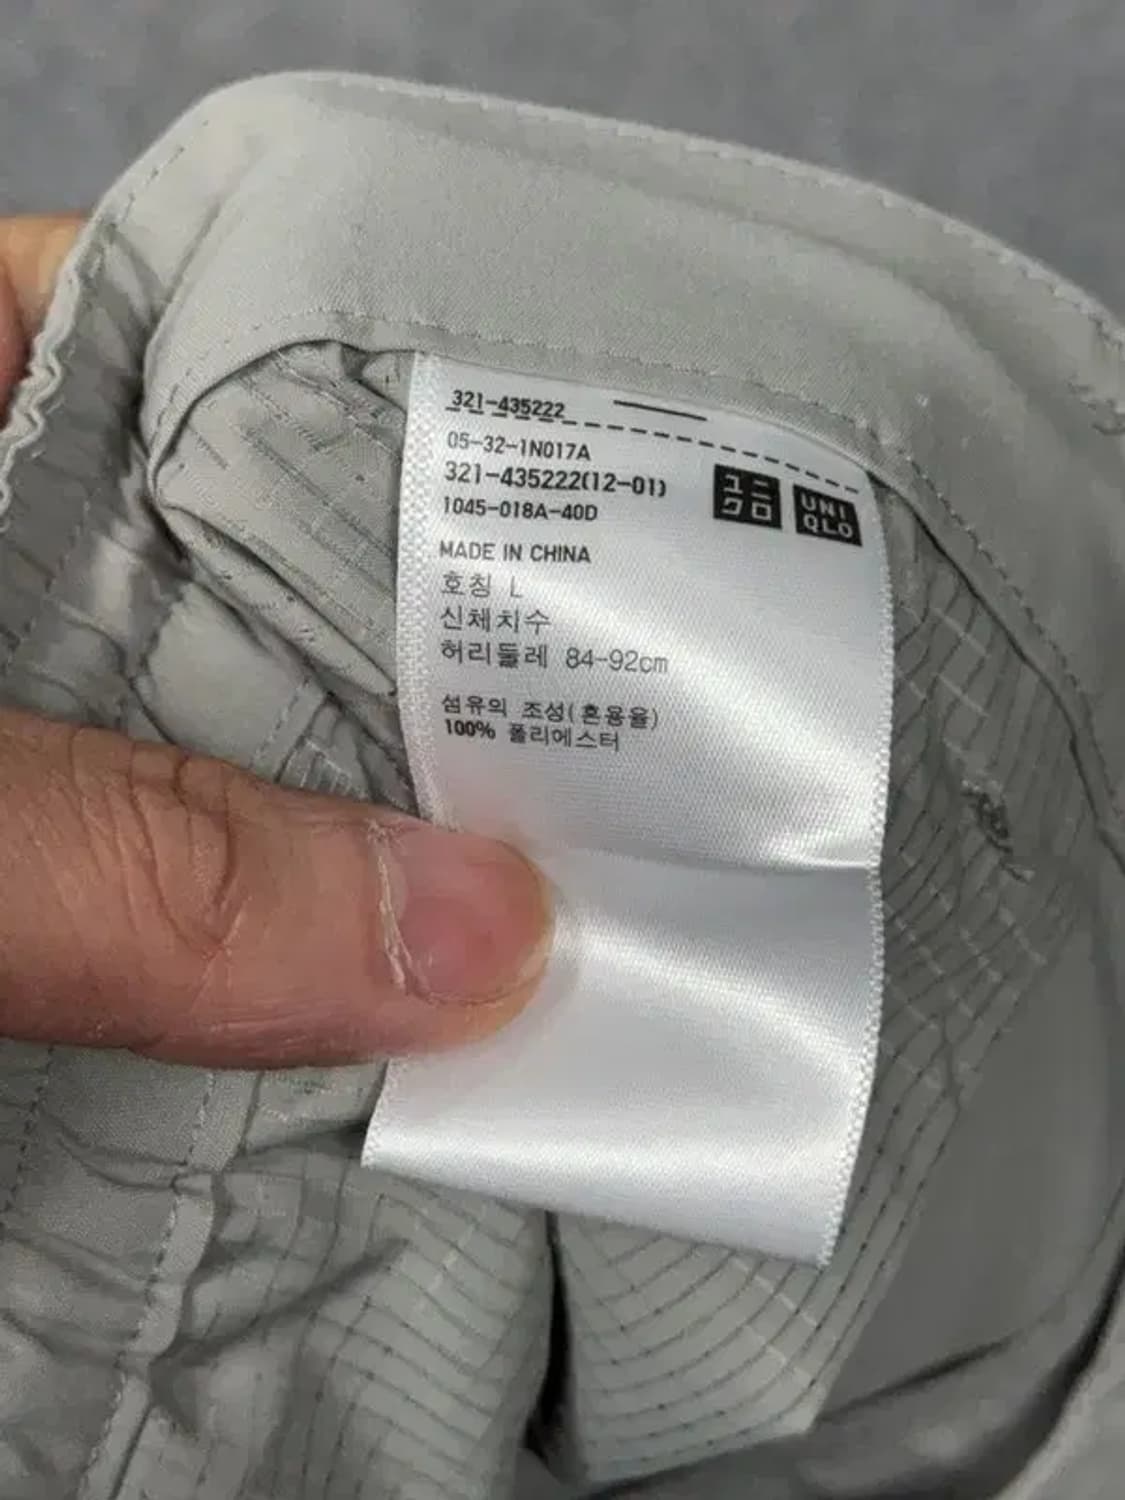 321-435222
05-32-1N017A
321-435222(12-01)
1045-018A-40D
ユニ
クロ
UNI
QLO
MADE IN CHINA
호칭 L
신체치수
허리둘레 84-92cm
섬유의 조성(혼용율)
100% 폴리에스터